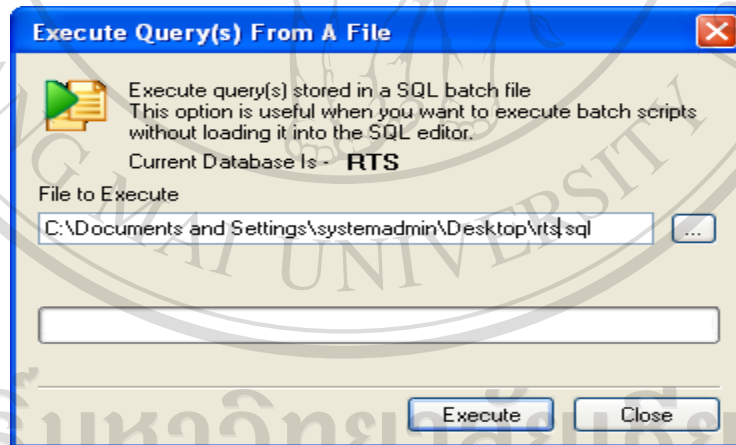 Execute Query(s) From A File
Execute query(s) stored in a SQL batch file
This option is useful when you want to execute batch scripts
without loading it into the SQL editor.
Current Database Is - RTS
File to Execute
C:\Documents and Settings\systemadmin\Desktop\rts.sql
...
Execute Close
MAI UNIVERSITY